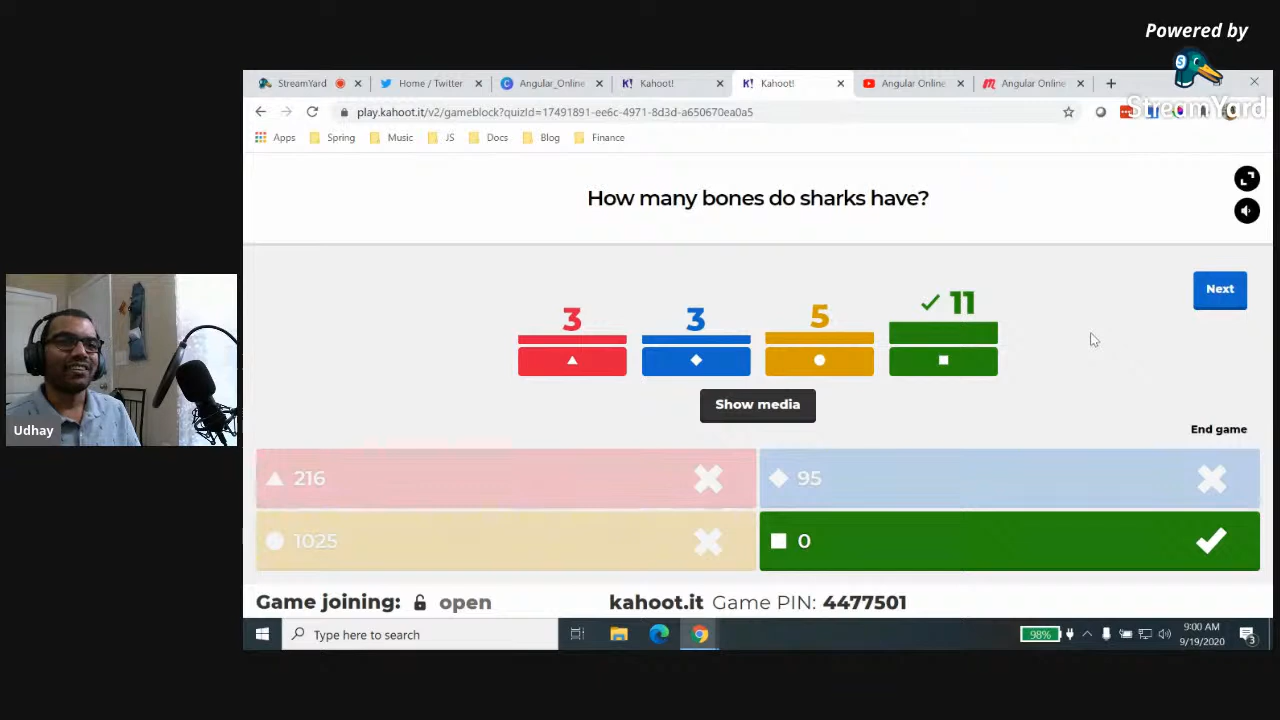 Powered by
StreamYard
StreamYard
Home / Twitter
Angular_Online
Kahoot!
Kahoot!
Angular Online
Angular Online
play.kahoot.it/v2/gameblock?quizId=17491891-ee6c-4971-8d3d-a650670ea0a5
Apps
Spring
Music
JS
Docs
Blog
Finance
How many bones do sharks have?
3
3
5
11
Next
Show media
End game
Udhay
216
95
1025
0
Game joining: open
kahoot.it Game PIN: 4477501
Type here to search
98%
9:00 AM
9/19/2020
3